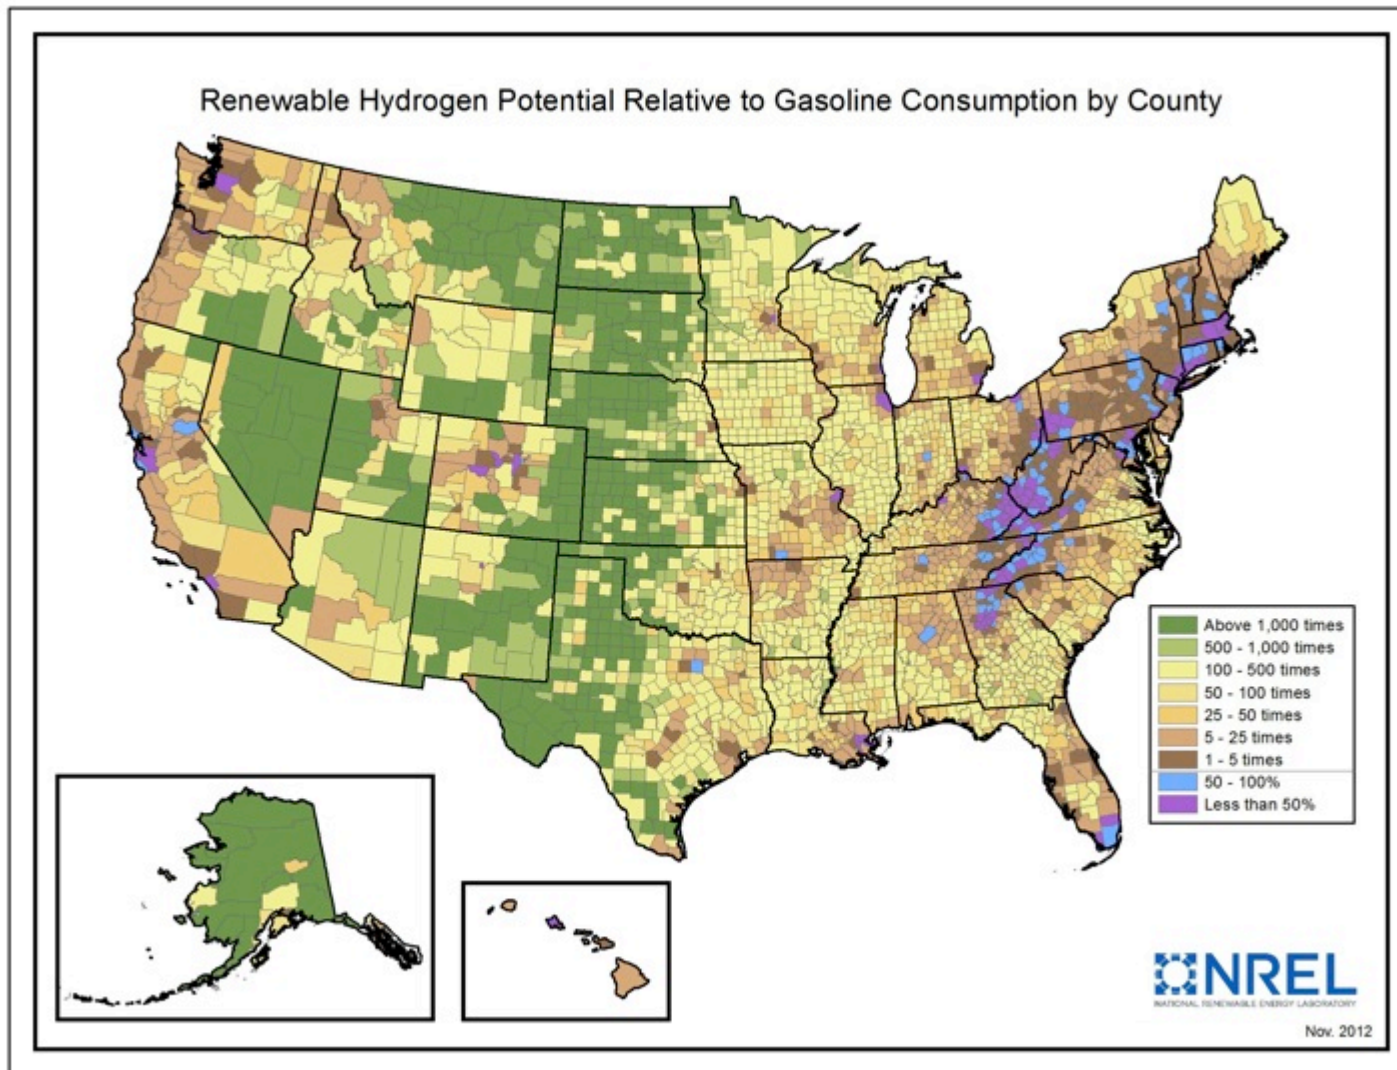 Renewable Hydrogen Potential Relative to Gasoline Consumption by County
Above 1,000 times
500 - 1,000 times
100 - 500 times
50 - 100 times
25 - 50 times
5 - 25 times
1 - 5 times
50 - 100%
Less than 50%
NREL
NATIONAL RENEWABLE ENERGY LABORATORY
Nov. 2012